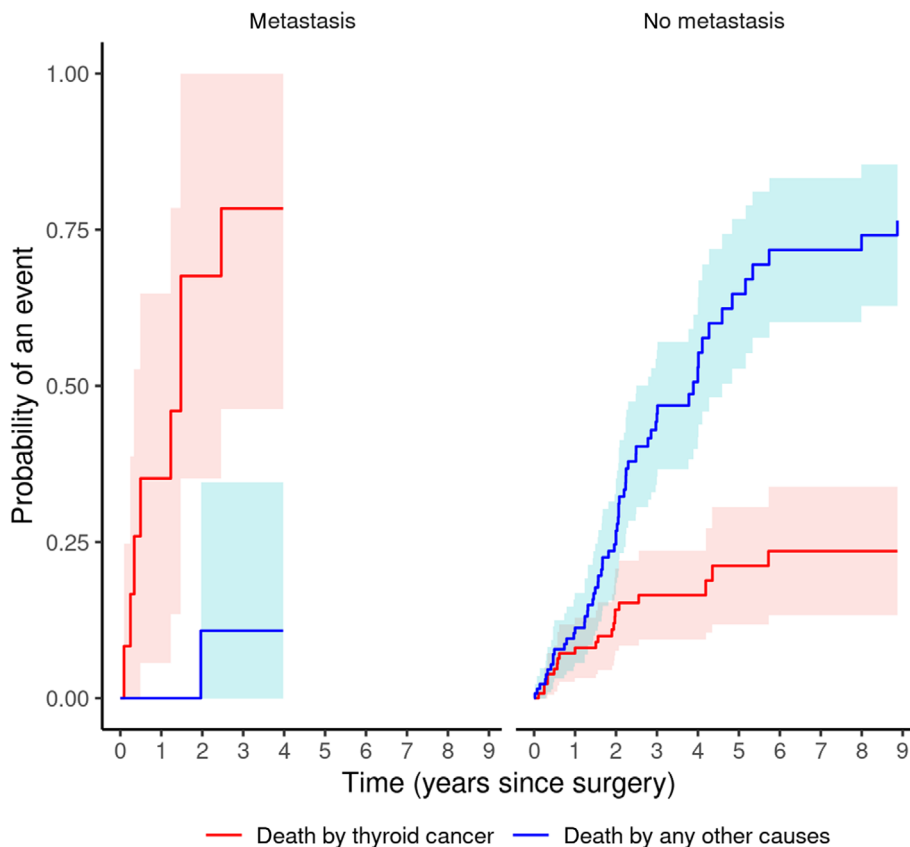 Metastasis
No metastasis
Probability of an event
1.00
0.75
0.50
0.25
0.00
0 1 2 3 4 5 6 7 8 9
0 1 2 3 4 5 6 7 8 9
Time (years since surgery)
Death by thyroid cancer
Death by any other causes